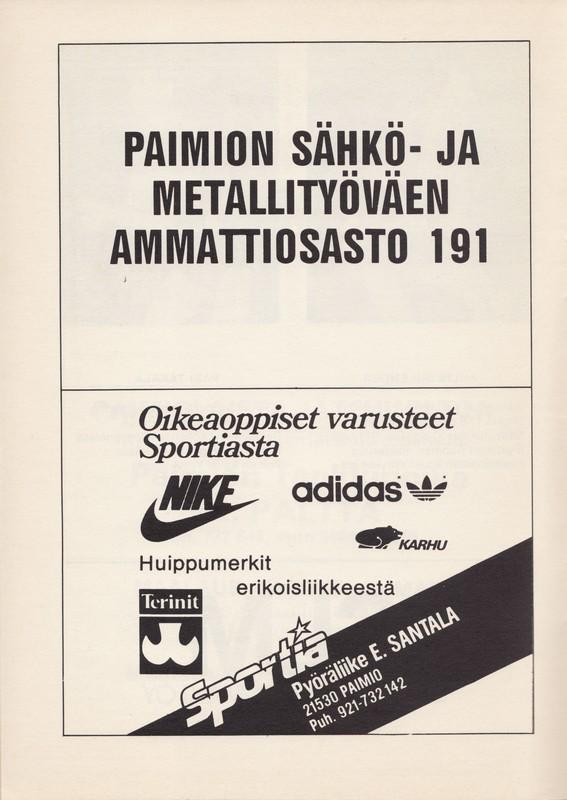 PAIMION SÄHKÖ- JA
METALLITYÖVÄEN
AMMATTIOSASTO 191
Oikeaoppiset varusteet
Sportiasta
NIKE
adidas
KARHU
Huippumerkit
erikoisliikkeestä
Terinit
Sportia
Pyöräliike E. SANTALA
21530 PAIMIO
Puh. 921-732 142